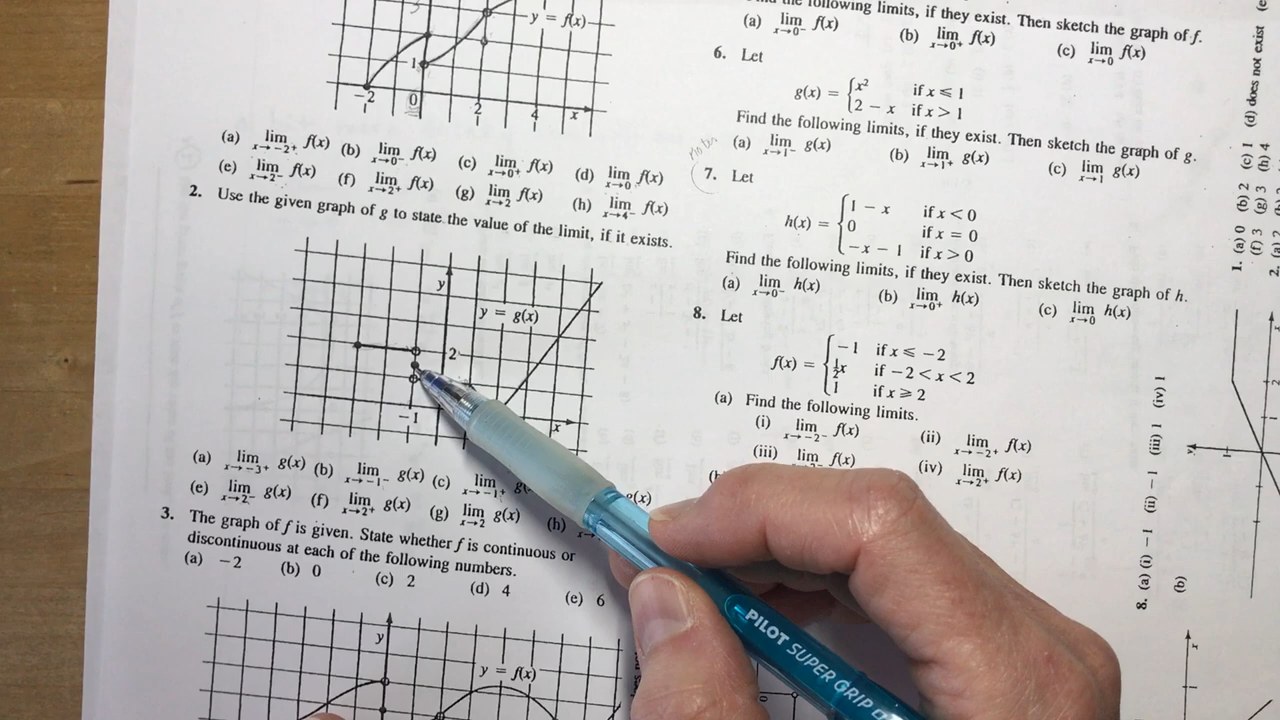 y = f(x)
1
-2 0 2 4 x
(a) lim x→-2+ f(x) (b) lim x→0- f(x) (c) lim x→0+ f(x) (d) lim x→0 f(x)
(e) lim x→2- f(x) (f) lim x→2+ f(x) (g) lim x→2 f(x) (h) lim x→4- f(x)
2. Use the given graph of g to state the value of the limit, if it exists.
y
y = g(x)
2
-1 x
(a) lim x→-3+ g(x) (b) lim x→-1- g(x) (c) lim x→-1+
(e) lim x→2- g(x) (f) lim x→2+ g(x) (g) lim x→2 g(x) (h)
g(x)
3. The graph of f is given. State whether f is continuous or
discontinuous at each of the following numbers.
(a) -2 (b) 0 (c) 2 (d) 4 (e) 6
y
y = f(x)
following limits, if they exist. Then sketch the graph of f.
(a) lim x→0- f(x) (b) lim x→0+ f(x) (c) lim x→0 f(x)
6. Let
g(x) = { x² if x ⩽ 1
2 - x if x > 1
Find the following limits, if they exist. Then sketch the graph of g.
(a) lim x→1- g(x) (b) lim x→1+ g(x) (c) lim x→1 g(x)
7. Let
h(x) = { 1 - x if x < 0
0 if x = 0
-x - 1 if x > 0
Find the following limits, if they exist. Then sketch the graph of h.
(a) lim x→0- h(x) (b) lim x→0+ h(x) (c) lim x→0 h(x)
8. Let
f(x) = { -1 if x ⩽ -2
½x if -2 < x < 2
1 if x ⩾ 2
(a) Find the following limits.
(i) lim x→-2- f(x) (ii) lim x→-2+ f(x)
(iii) lim x→2- f(x) (iv) lim x→2+ f(x)
PILOT SUPER GRIP
1. (a) 0 (b) 2 (c) 1 (d) does not exist
(f) 3 (g) 3 (h) 4
2. (a) 2
8. (a) (i) -1 (ii) -1 (iii) 1 (iv) 1
(b)